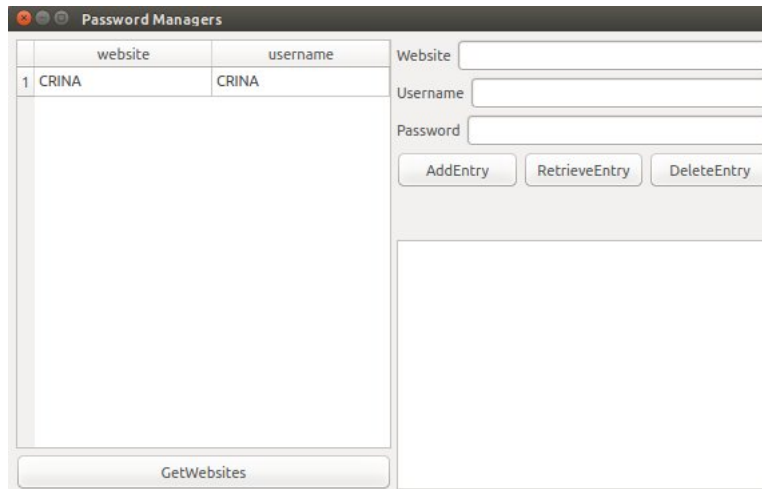 Password Managers
website username
1 CRINA CRINA
GetWebsites
Website
Username
Password
AddEntry RetrieveEntry DeleteEntry